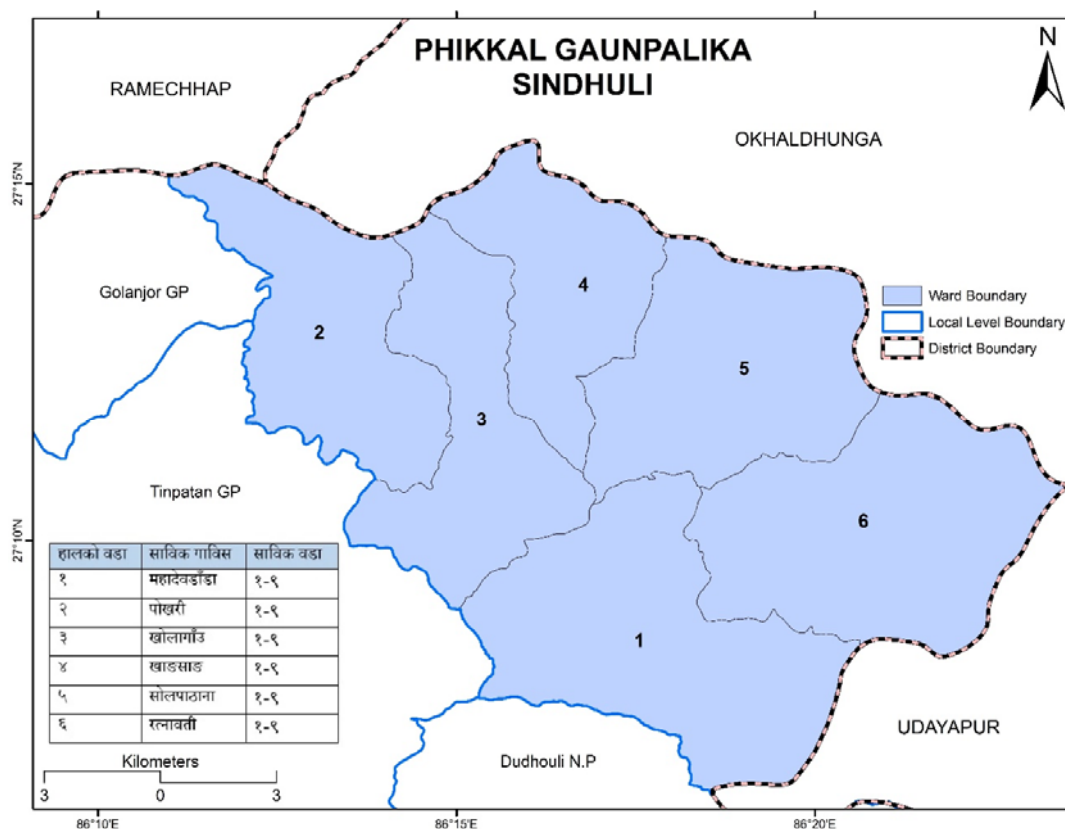 PHIKKAL GAUNPALIKA
SINDHULI
N
RAMECHHAP
OKHALDHUNGA
27°15'N
Golanjor GP
4
2
5
Ward Boundary
Local Level Boundary
District Boundary
3
Tinpatan GP
6
27°10'N
हालको वडा साविक गाविस साविक वडा
१ महादेवडाँडा १-९
२ पोखरी १-९
३ खोलागाँउ १-९
४ खाङसाङ १-९
५ सोलपाठाना १-९
६ रत्नावती १-९
1
UDAYAPUR
Dudhouli N.P
Kilometers
3 0 3
86°10'E 86°15'E 86°20'E